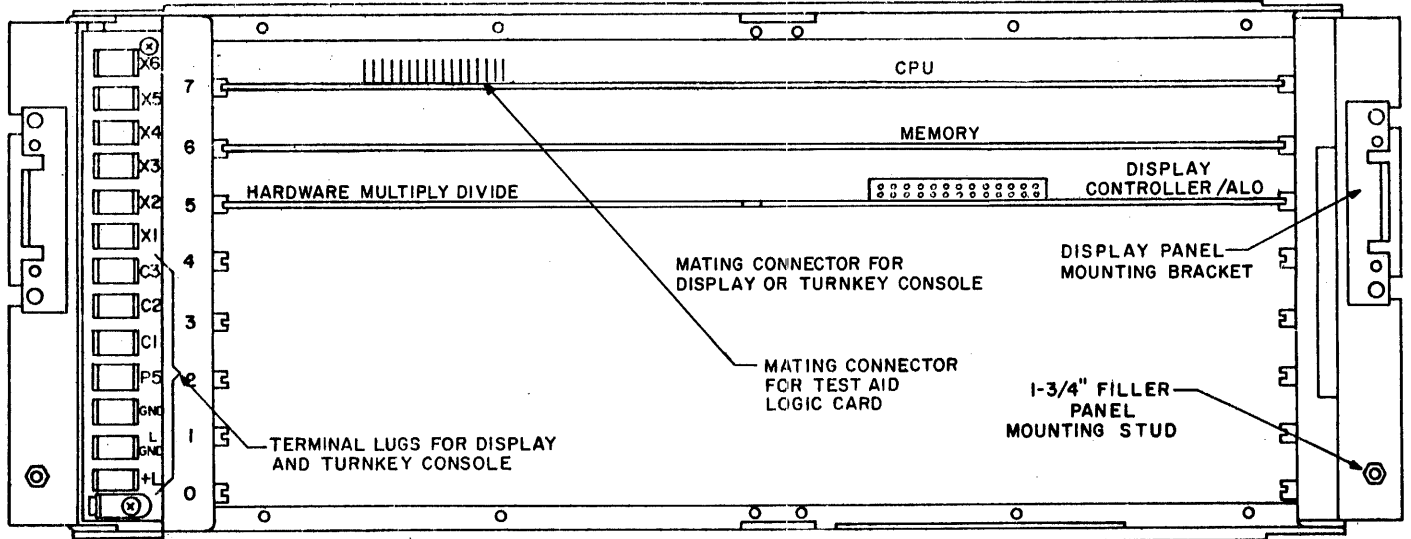 X6
X5
X4
X3
X2
X1
C3
C2
C1
P5
GND
L
GND
+L
7
6
5
4
3
2
1
0
CPU
MEMORY
HARDWARE MULTIPLY DIVIDE
DISPLAY
CONTROLLER/ALO
MATING CONNECTOR FOR
DISPLAY OR TURNKEY CONSOLE
DISPLAY PANEL
MOUNTING BRACKET
MATING CONNECTOR
FOR TEST AID
LOGIC CARD
1-3/4" FILLER
PANEL
MOUNTING STUD
TERMINAL LUGS FOR DISPLAY
AND TURNKEY CONSOLE